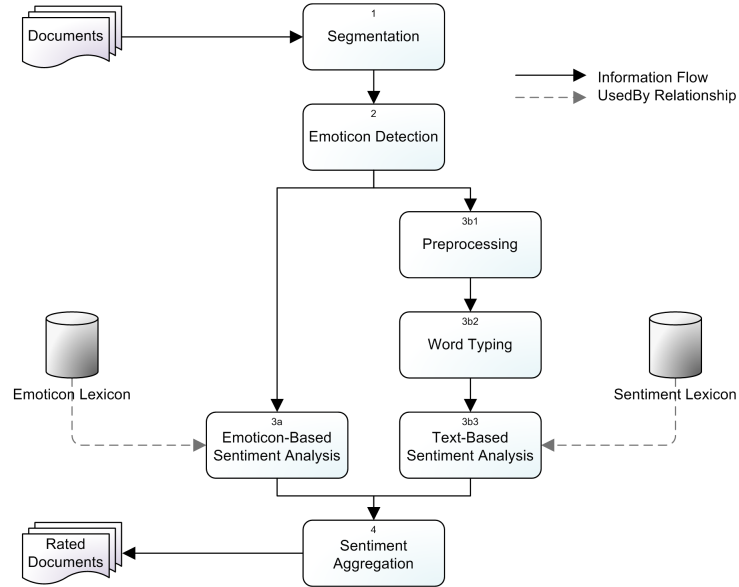 Documents
1
Segmentation
Information Flow
UsedBy Relationship
2
Emoticon Detection
3b1
Preprocessing
3b2
Word Typing
Emoticon Lexicon
Sentiment Lexicon
3a
Emoticon-Based
Sentiment Analysis
3b3
Text-Based
Sentiment Analysis
4
Sentiment
Aggregation
Rated
Documents